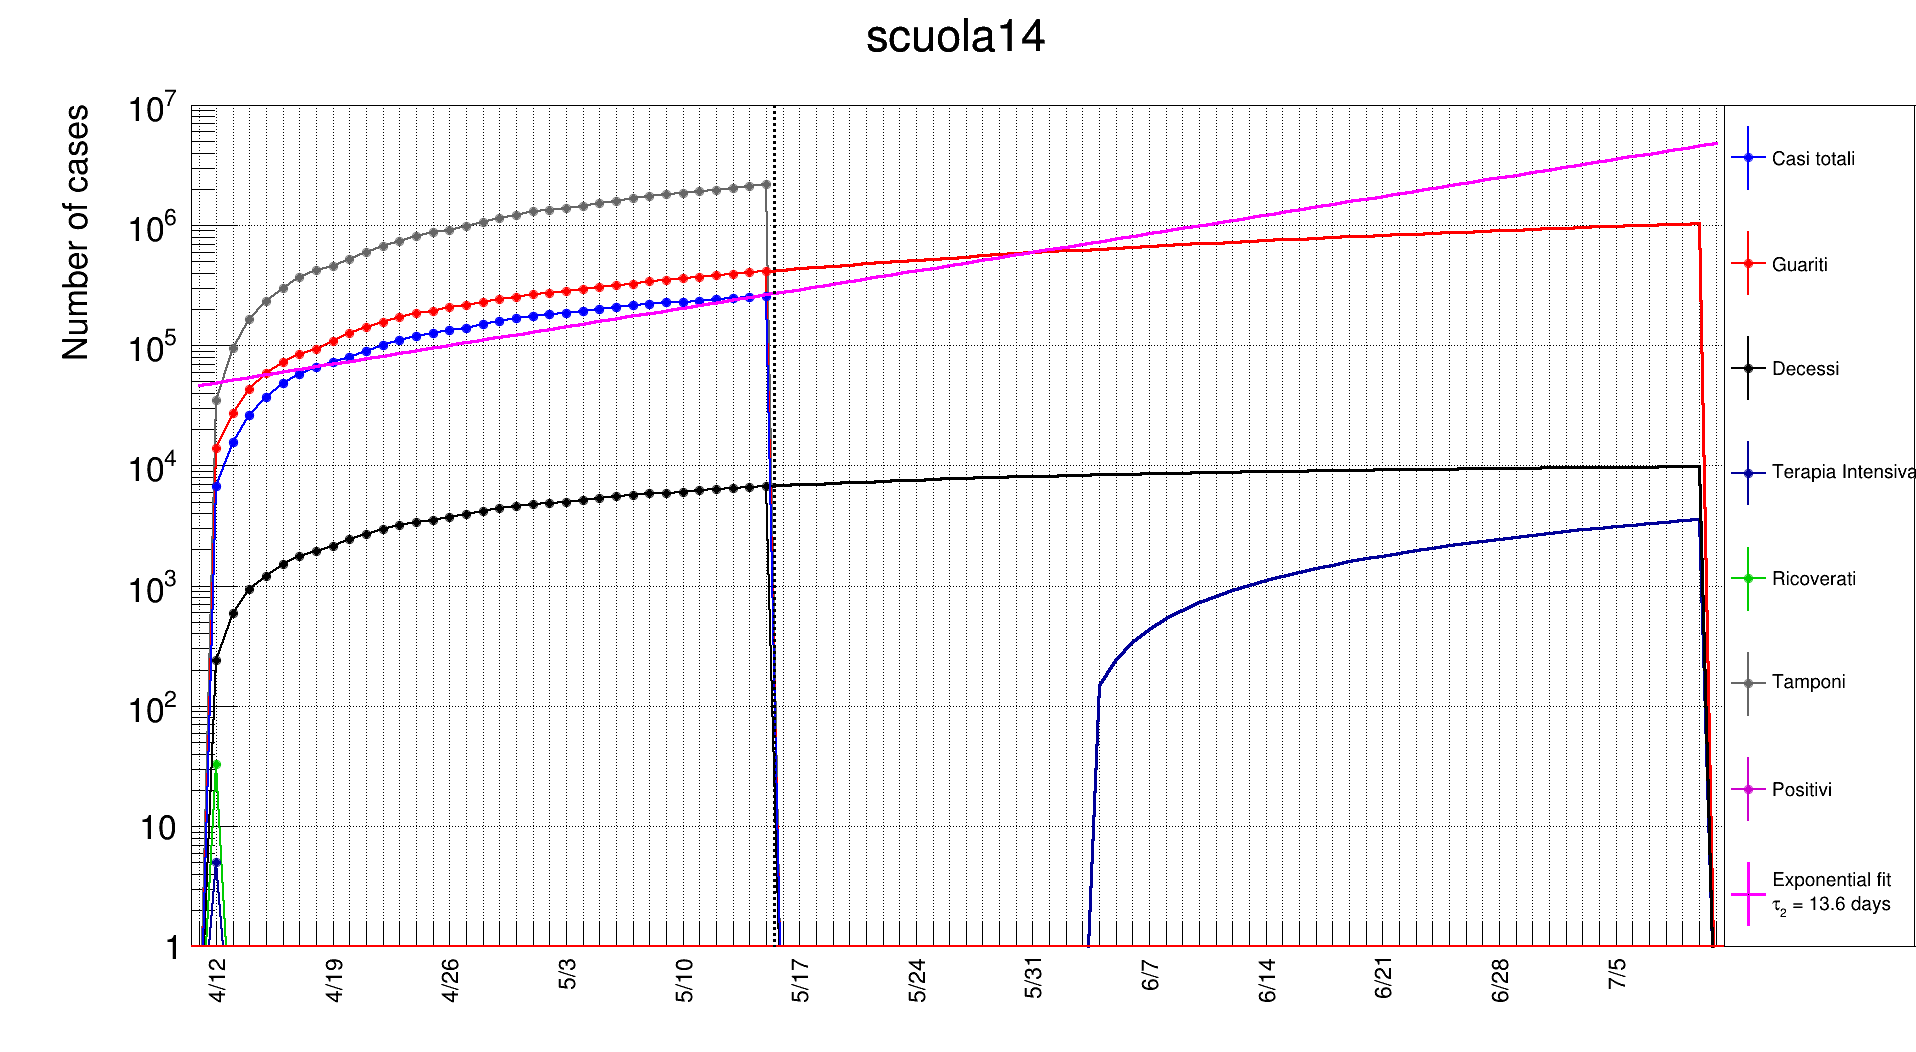 scuola14
Number of cases
10^7
10^6
10^5
10^4
10^3
10^2
10
1
4/12
4/19
4/26
5/3
5/10
5/17
5/24
5/31
6/7
6/14
6/21
6/28
7/5
Casi totali
Guariti
Decessi
Terapia Intensiva
Ricoverati
Tamponi
Positivi
Exponential fit
τ₂ = 13.6 days